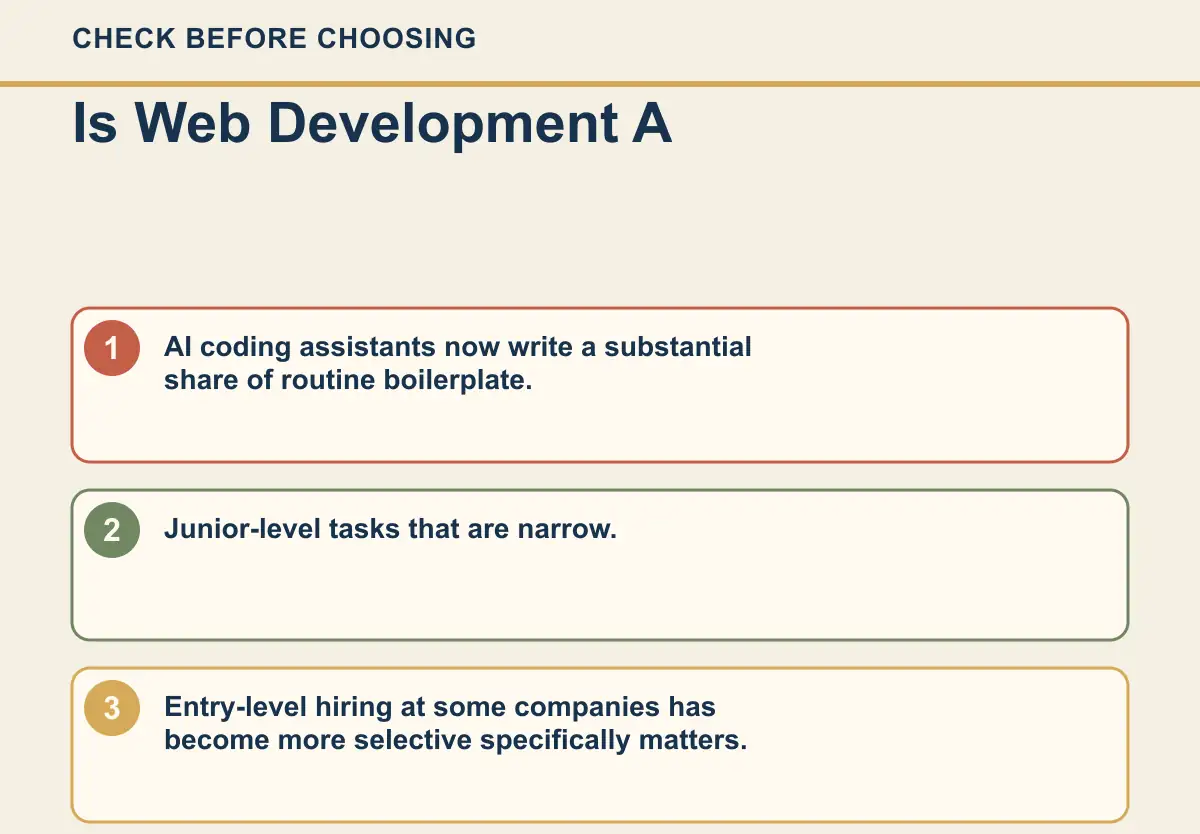 CHECK BEFORE CHOOSING
Is Web Development A
1
AI coding assistants now write a substantial
share of routine boilerplate.
2
Junior-level tasks that are narrow.
3
Entry-level hiring at some companies has
become more selective specifically matters.